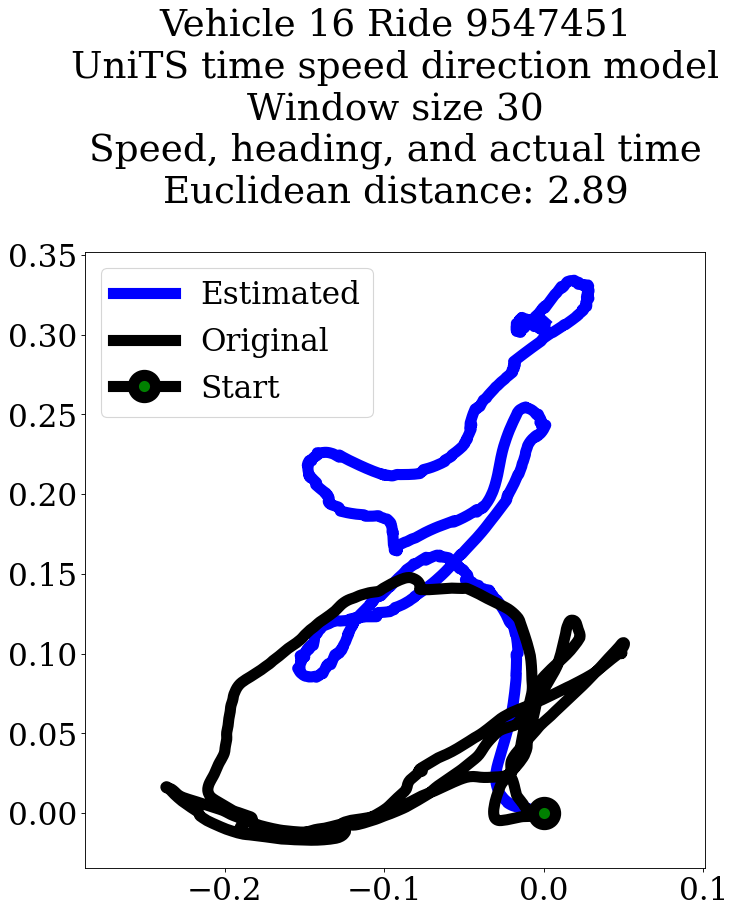 Vehicle 16 Ride 9547451
UniTS time speed direction model
Window size 30
Speed, heading, and actual time
Euclidean distance: 2.89
0.35
0.30
0.25
0.20
0.15
0.10
0.05
0.00
Estimated
Original
Start
−0.2
−0.1
0.0
0.1